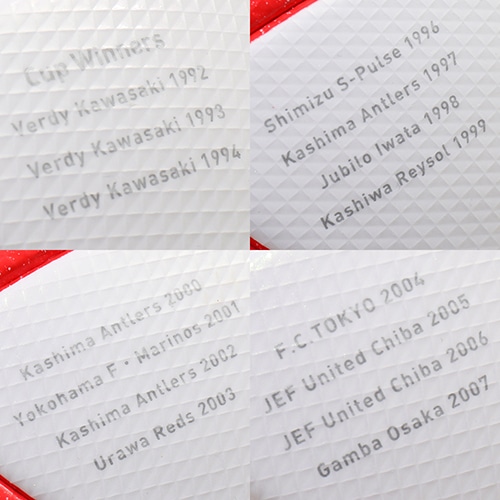 Cup Winners
Verdy Kawasaki 1992
Verdy Kawasaki 1993
Verdy Kawasaki 1994
Shimizu S-Pulse 1996
Kashima Antlers 1997
Jubilo Iwata 1998
Kashiwa Reysol 1999
Kashima Antlers 2000
Yokohama F・Marinos 2001
Kashima Antlers 2002
Urawa Reds 2003
F.C.TOKYO 2004
JEF United Chiba 2005
JEF United Chiba 2006
Gamba Osaka 2007